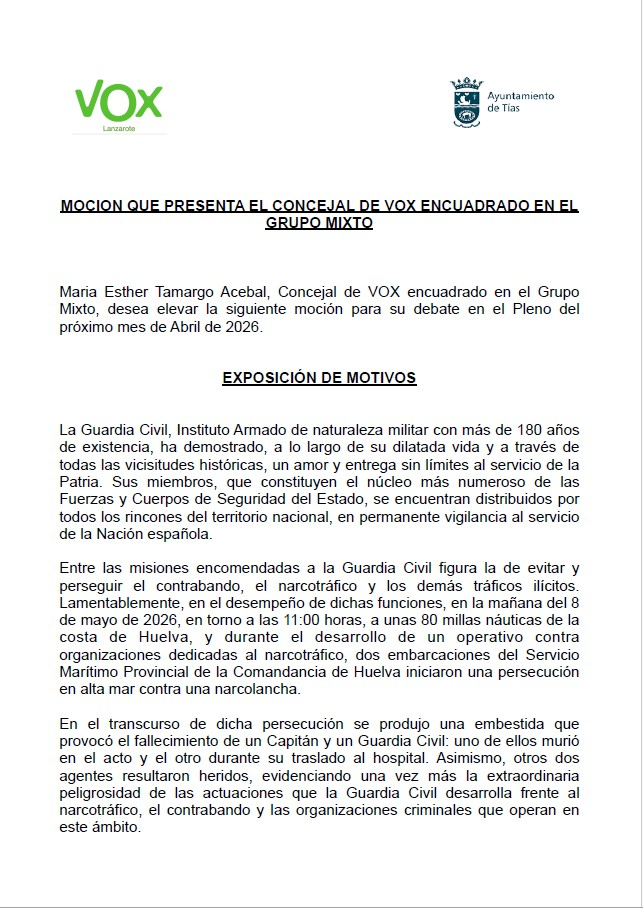 VOX
Lanzarote
Ayuntamiento
de Tías
MOCION QUE PRESENTA EL CONCEJAL DE VOX ENCUADRADO EN EL
GRUPO MIXTO
Maria Esther Tamargo Acebal, Concejal de VOX encuadrado en el Grupo
Mixto, desea elevar la siguiente moción para su debate en el Pleno del
próximo mes de Abril de 2026.
EXPOSICIÓN DE MOTIVOS
La Guardia Civil, Instituto Armado de naturaleza militar con más de 180 años
de existencia, ha demostrado, a lo largo de su dilatada vida y a través de
todas las vicisitudes históricas, un amor y entrega sin límites al servicio de la
Patria. Sus miembros, que constituyen el núcleo más numeroso de las
Fuerzas y Cuerpos de Seguridad del Estado, se encuentran distribuidos por
todos los rincones del territorio nacional, en permanente vigilancia al servicio
de la Nación española.
Entre las misiones encomendadas a la Guardia Civil figura la de evitar y
perseguir el contrabando, el narcotráfico y los demás tráficos ilícitos.
Lamentablemente, en el desempeño de dichas funciones, en la mañana del 8
de mayo de 2026, en torno a las 11:00 horas, a unas 80 millas náuticas de la
costa de Huelva, y durante el desarrollo de un operativo contra
organizaciones dedicadas al narcotráfico, dos embarcaciones del Servicio
Marítimo Provincial de la Comandancia de Huelva iniciaron una persecución
en alta mar contra una narcolancha.
En el transcurso de dicha persecución se produjo una embestida que
provocó el fallecimiento de un Capitán y un Guardia Civil: uno de ellos murió
en el acto y el otro durante su traslado al hospital. Asimismo, otros dos
agentes resultaron heridos, evidenciando una vez más la extraordinaria
peligrosidad de las actuaciones que la Guardia Civil desarrolla frente al
narcotráfico, el contrabando y las organizaciones criminales que operan en
este ámbito.